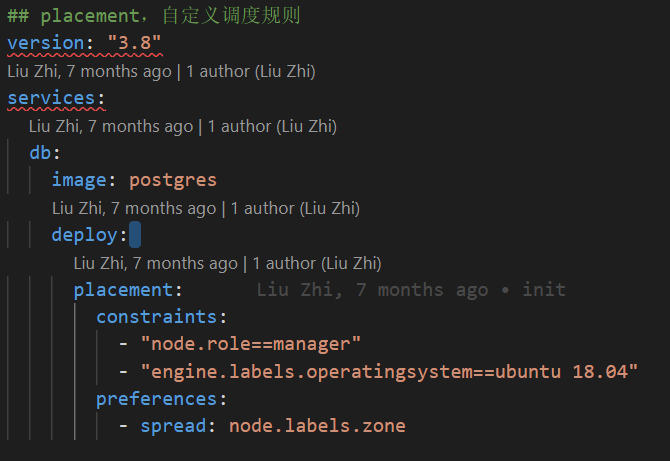 ## placement，自定义调度规则
version: "3.8"
Liu Zhi, 7 months ago | 1 author (Liu Zhi)
services:
Liu Zhi, 7 months ago | 1 author (Liu Zhi)
db:
image: postgres
Liu Zhi, 7 months ago | 1 author (Liu Zhi)
deploy:
Liu Zhi, 7 months ago | 1 author (Liu Zhi)
placement: Liu Zhi, 7 months ago • init
constraints:
- "node.role==manager"
- "engine.labels.operatingsystem==ubuntu 18.04"
preferences:
- spread: node.labels.zone